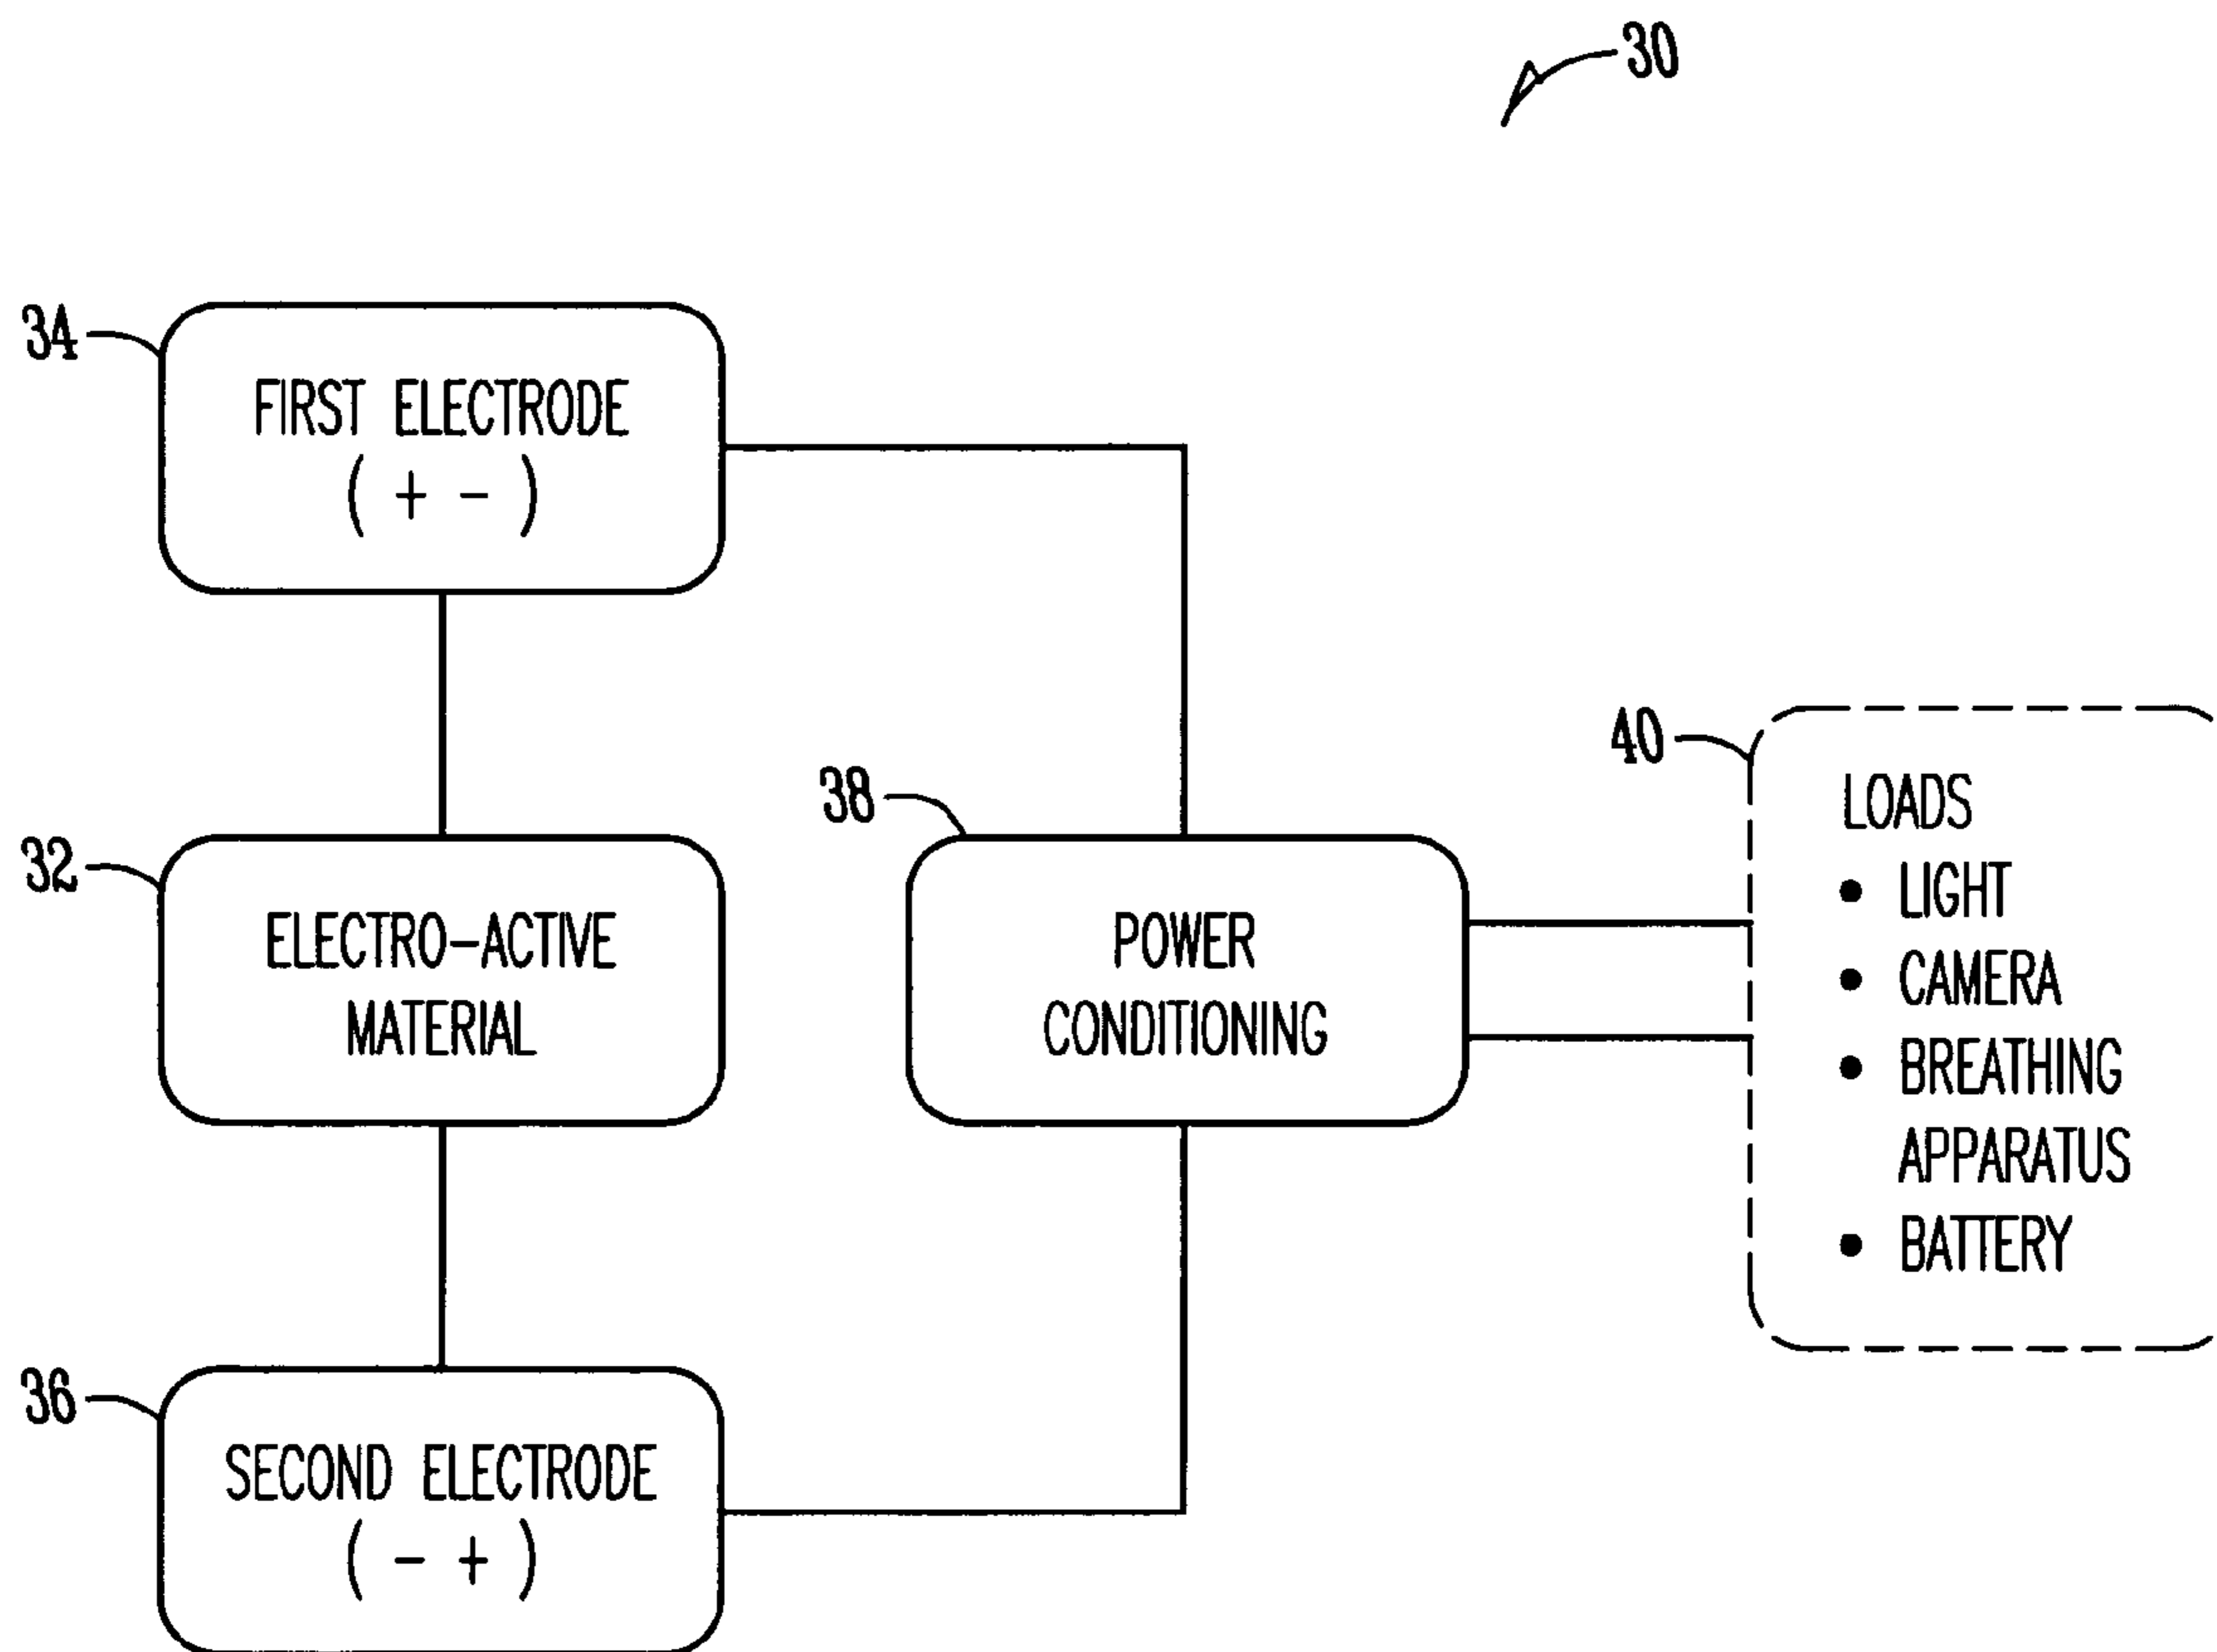 30
34
FIRST ELECTRODE
( + - )
40
LOADS
38
32
• LIGHT
ELECTRO-ACTIVE
MATERIAL
POWER
CONDITIONING
• CAMERA
• BREATHING
APPARATUS
• BATTERY
36
SECOND ELECTRODE
( - + )